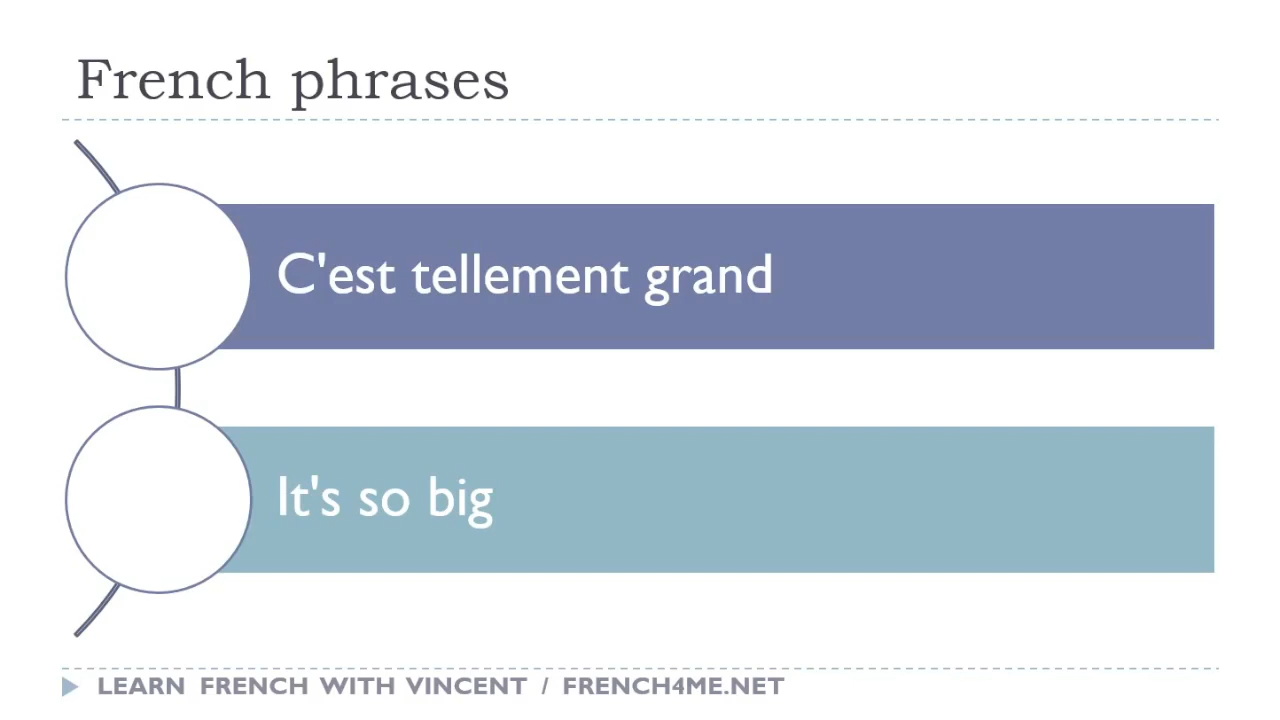 French phrases
C'est tellement grand
It's so big
LEARN FRENCH WITH VINCENT / FRENCH4ME.NET